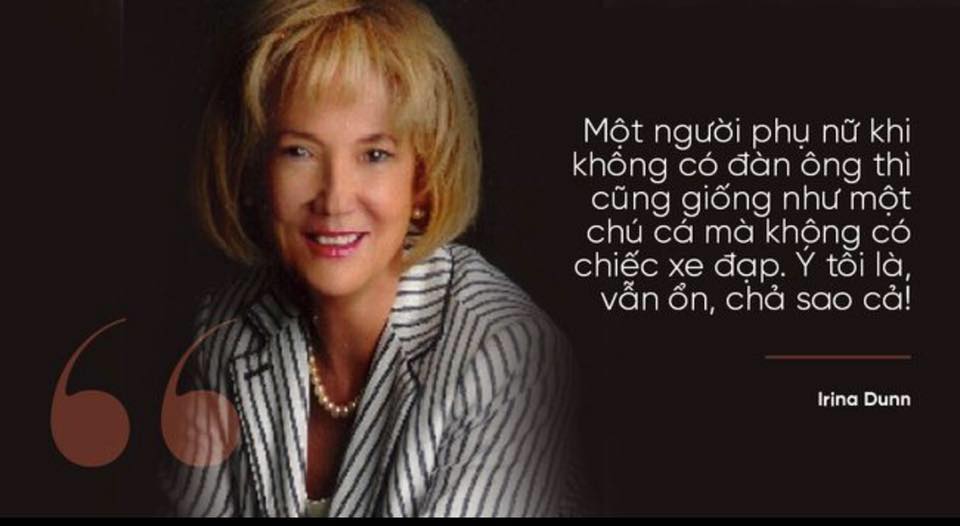 Một người phụ nữ khi
không có đàn ông thì
cũng giống như một
chú cá mà không có
chiếc xe đạp. Ý tôi là,
vẫn ổn, chả sao cả!
Irina Dunn